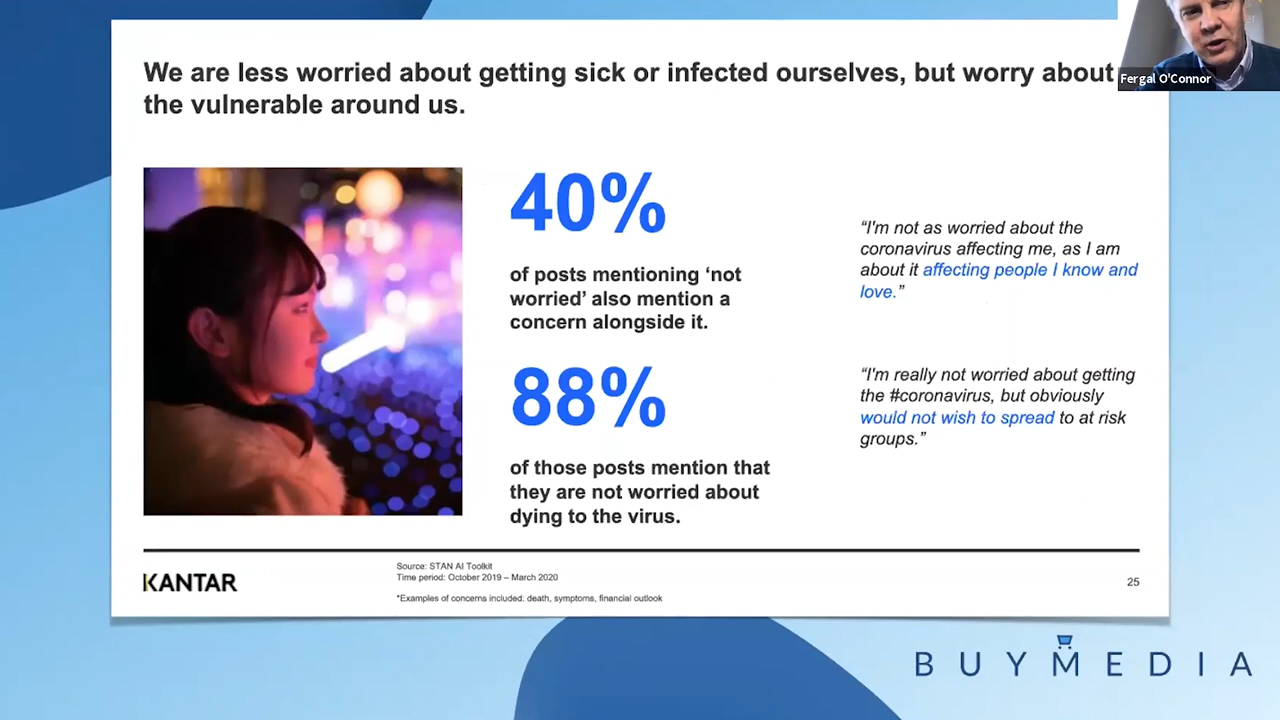 We are less worried about getting sick or infected ourselves, but worry about
the vulnerable around us.
Fergal O'Connor
40%
of posts mentioning ‘not
worried’ also mention a
concern alongside it.
88%
of those posts mention that
they are not worried about
dying to the virus.
“I'm not as worried about the
coronavirus affecting me, as I am
about it affecting people I know and
love.”
“I'm really not worried about getting
the #coronavirus, but obviously
would not wish to spread to at risk
groups.”
KANTAR
Source: STAN AI Toolkit
Time period: October 2019 – March 2020
*Examples of concerns included: death, symptoms, financial outlook
25
BUYMEDIA